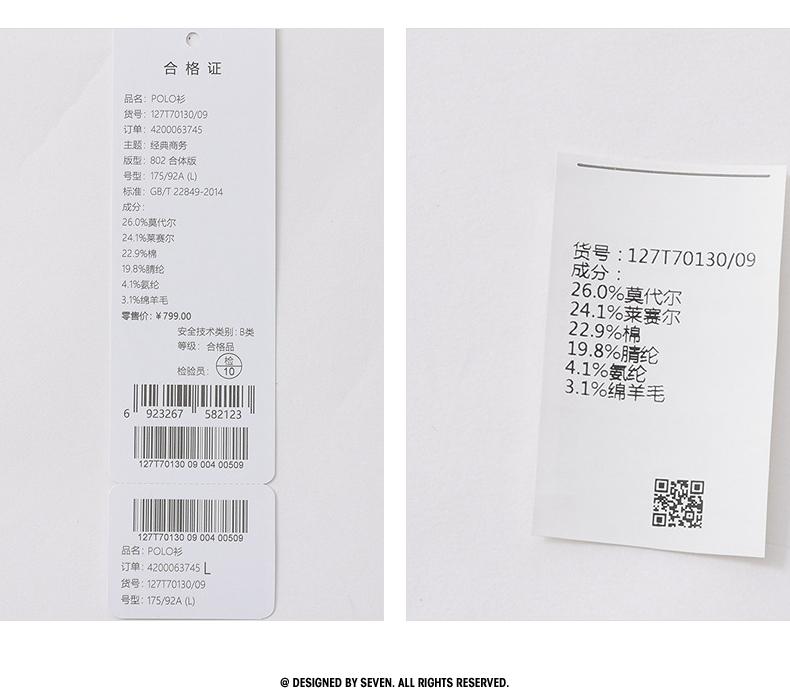 合格证
品名：POLO衫
货号：127T70130/09
订单：4200063745
主题：经典商务
版型：802 合体版
号型：175/92A (L)
标准：GB/T 22849-2014
成分：
26.0%莫代尔
24.1%莱赛尔
22.9%棉
19.8%腈纶
4.1%氨纶
3.1%绵羊毛
零售价：￥799.00
安全技术类别：B类
等级：合格品
检验员：检 10
6 923267 582123
127T70130 09 004 00509
127T70130 09 004 00509
品名：POLO衫
订单：4200063745 L
货号：127T70130/09
号型：175/92A (L)
货号：127T70130/09
成分：
26.0%莫代尔
24.1%莱赛尔
22.9%棉
19.8%腈纶
4.1%氨纶
3.1%绵羊毛
@ DESIGNED BY SEVEN. ALL RIGHTS RESERVED.